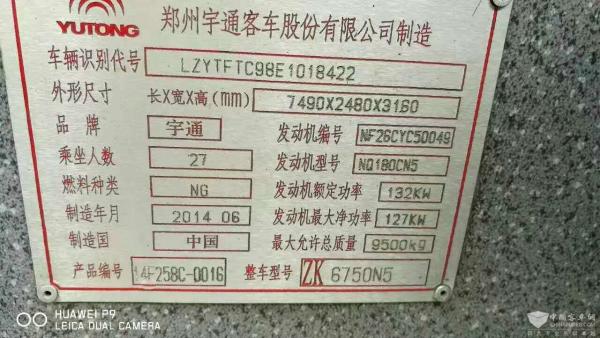 YUTONG 郑州宇通客车股份有限公司制造
车辆识别代号 LZYTFTC98E1018422
外形尺寸 长X宽X高(mm) 7490X2480X3160
品牌 宇通 发动机编号 NF26CYC50049
乘坐人数 27 发动机型号 NQ180CN5
燃料种类 NG 发动机额定功率 132KW
制造年月 2014 06 发动机最大净功率 127KW
制造国 中国 最大允许总质量 9500kg
产品编号 14F258C-0016 整车型号 ZK 6750N5
HUAWEI P9
LEICA DUAL CAMERA
中国客车网